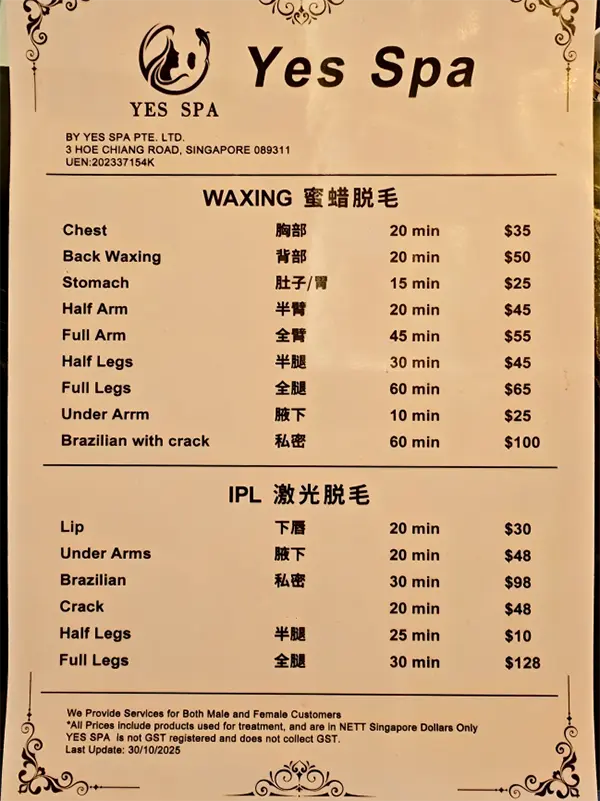 YES SPA
Yes Spa
BY YES SPA PTE. LTD.
3 HOE CHIANG ROAD, SINGAPORE 089311
UEN:202337154K
WAXING 蜜蜡脱毛
Chest 胸部 20 min $35
Back Waxing 背部 20 min $50
Stomach 肚子/胃 15 min $25
Half Arm 半臂 20 min $45
Full Arm 全臂 45 min $55
Half Legs 半腿 30 min $45
Full Legs 全腿 60 min $65
Under Arrm 腋下 10 min $25
Brazilian with crack 私密 60 min $100
IPL 激光脱毛
Lip 下唇 20 min $30
Under Arms 腋下 20 min $48
Brazilian 私密 30 min $98
Crack 20 min $48
Half Legs 半腿 25 min $10
Full Legs 全腿 30 min $128
We Provide Services for Both Male and Female Customers
*All Prices include products used for treatment, and are in NETT Singapore Dollars Only
YES SPA is not GST registered and does not collect GST.
Last Update: 30/10/2025